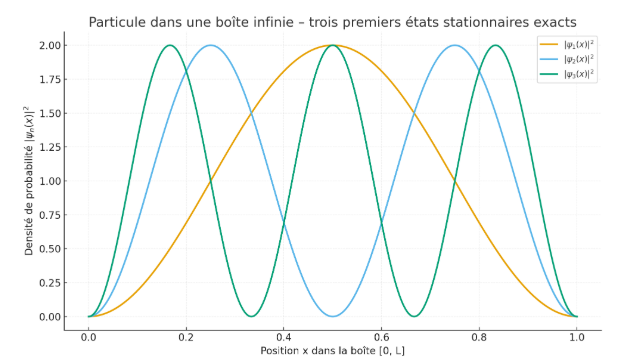 Particule dans une boîte infinie – trois premiers états stationnaires exacts
|ψ₁(x)|²
|ψ₂(x)|²
|ψ₃(x)|²
Densité de probabilité |ψₙ(x)|²
2.00
1.75
1.50
1.25
1.00
0.75
0.50
0.25
0.00
0.0 0.2 0.4 0.6 0.8 1.0
Position x dans la boîte [0, L]